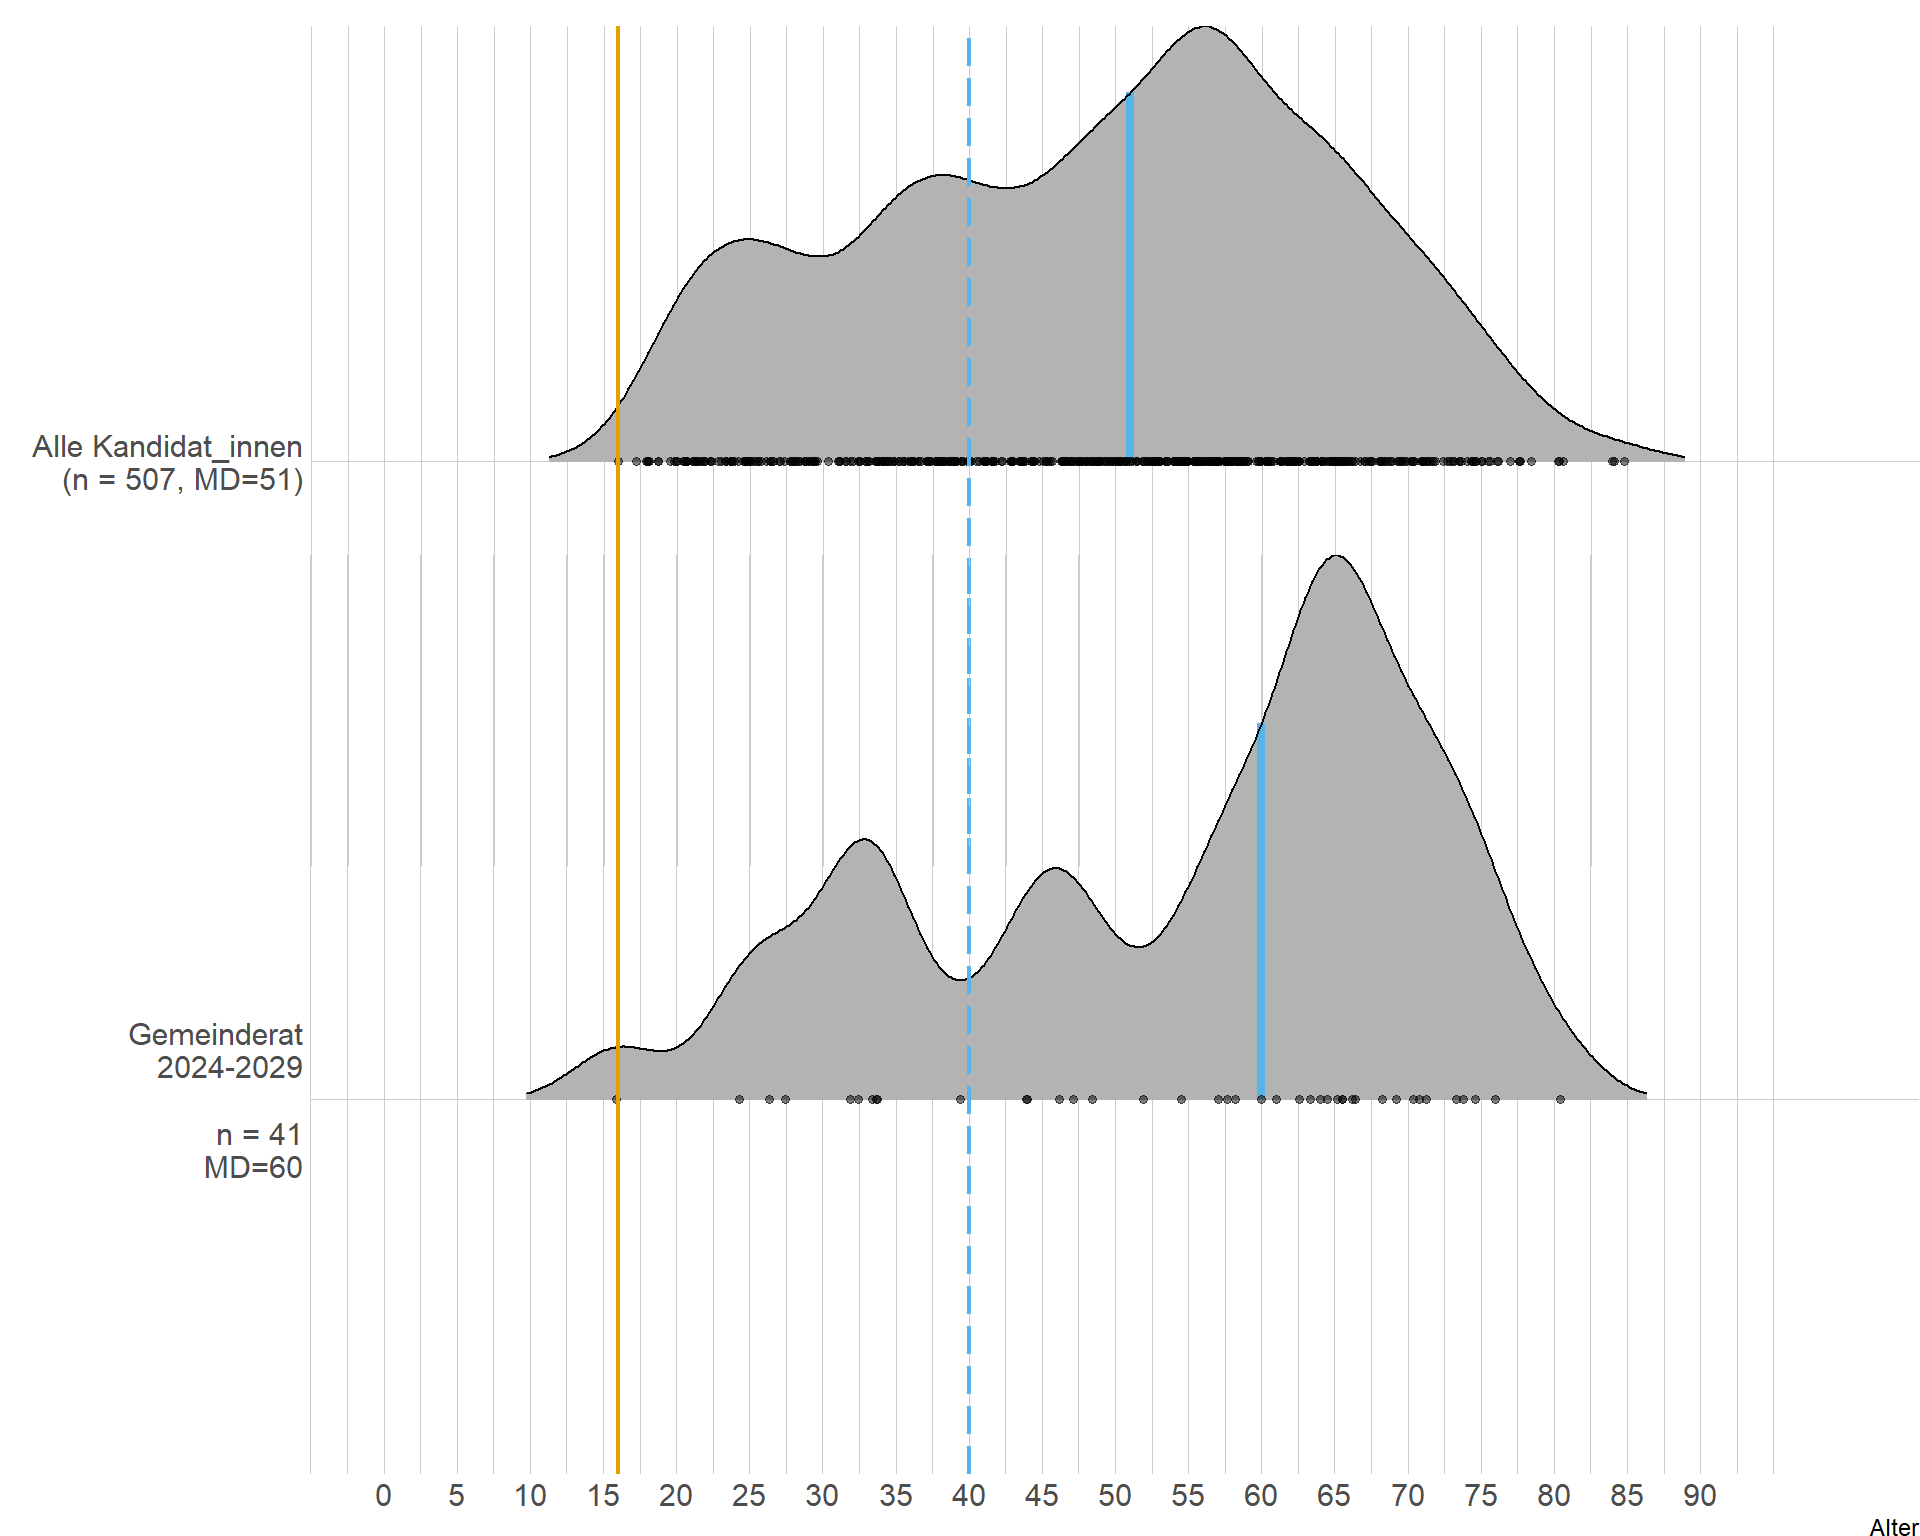 Alle Kandidat_innen
(n = 507, MD=51)
Gemeinderat
2024-2029
n = 41
MD=60
0 5 10 15 20 25 30 35 40 45 50 55 60 65 70 75 80 85 90
Alter